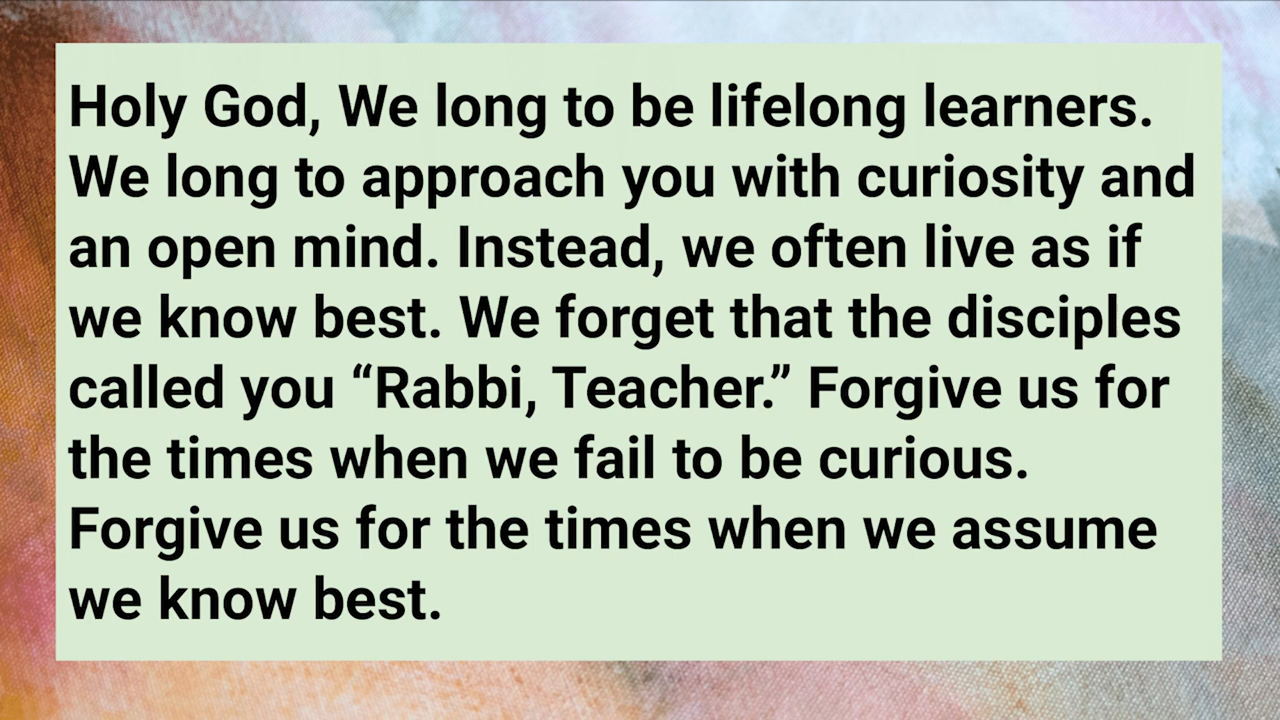 Holy God, We long to be lifelong learners.
We long to approach you with curiosity and
an open mind. Instead, we often live as if
we know best. We forget that the disciples
called you “Rabbi, Teacher.” Forgive us for
the times when we fail to be curious.
Forgive us for the times when we assume
we know best.